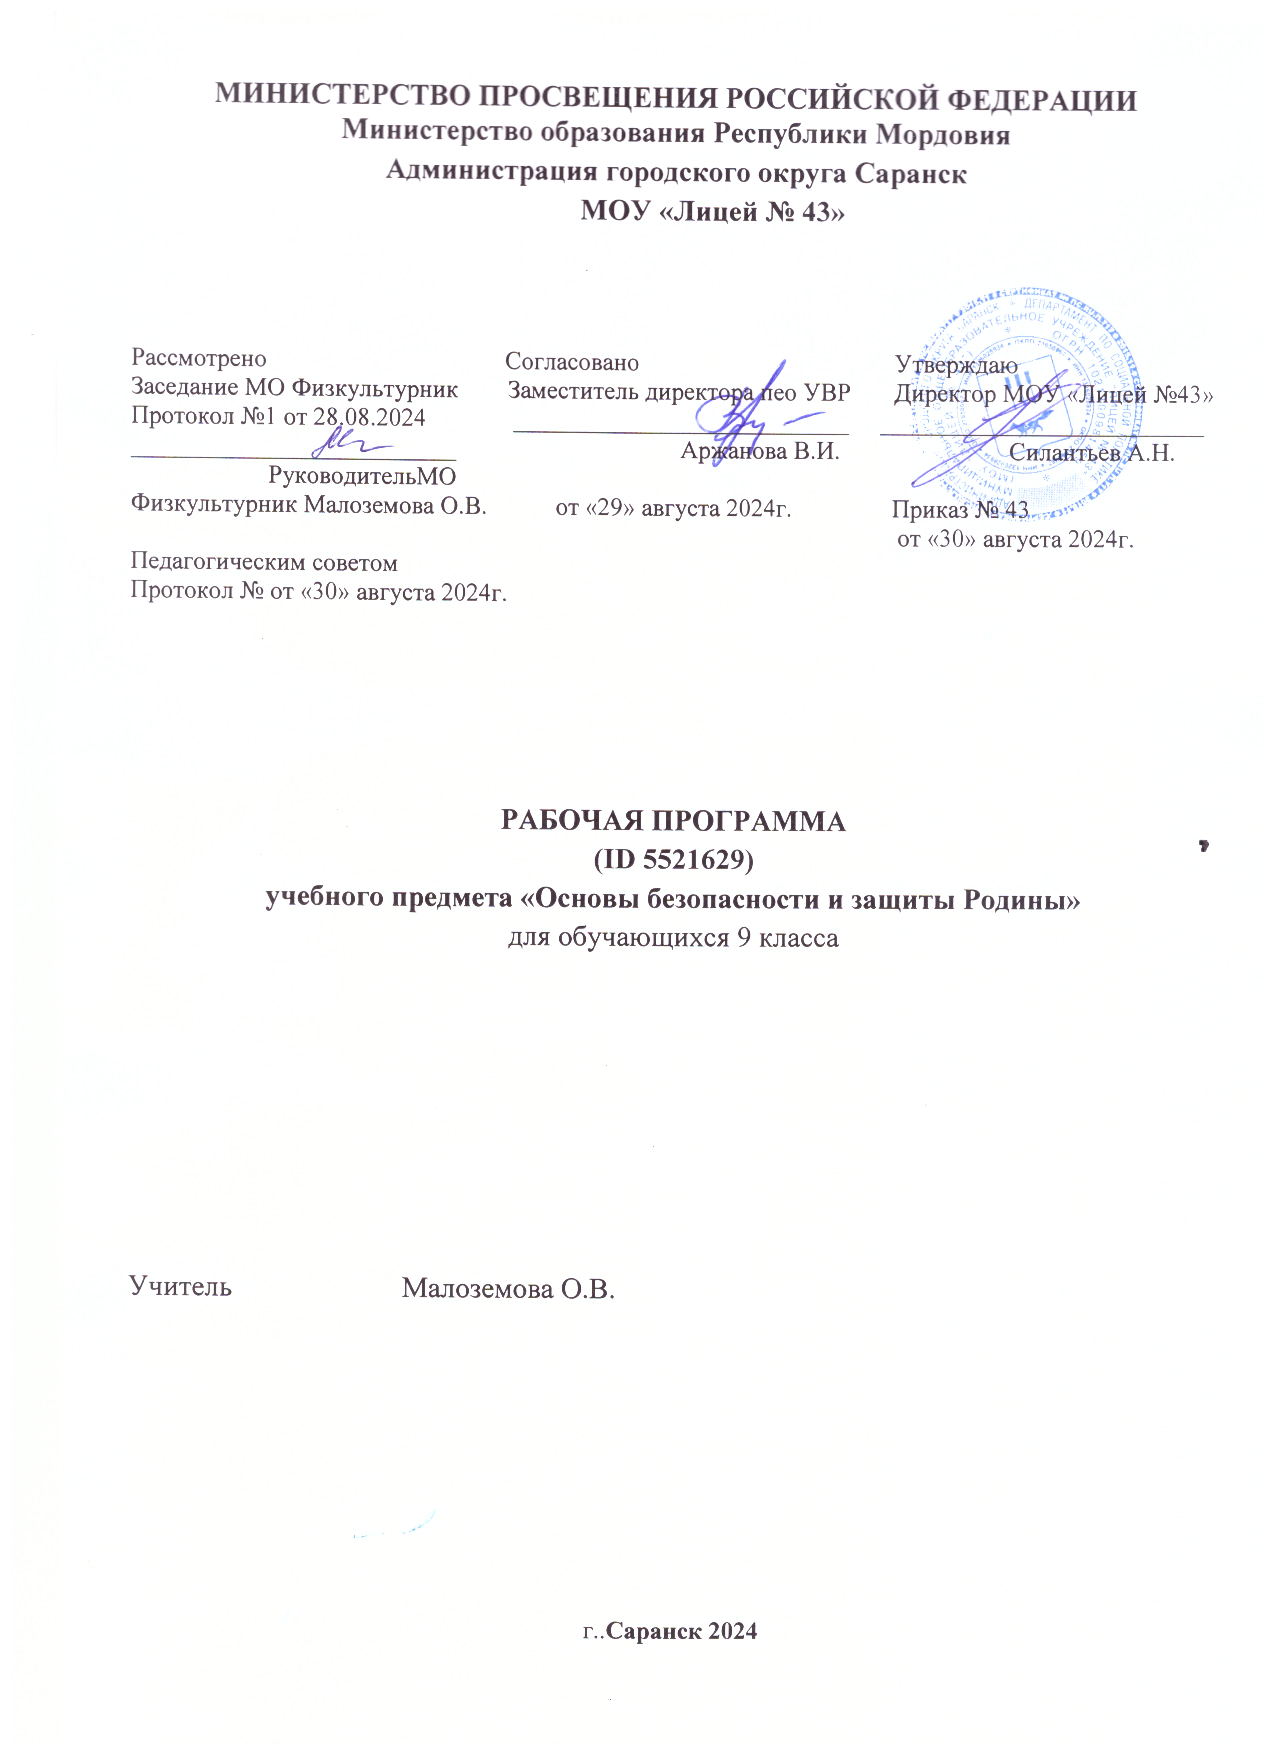 МИНИСТЕРСТВО ПРОСВЕЩЕНИЯ РОССИЙСКОЙ ФЕДЕРАЦИИ
Министерство образования Республики Мордовия
Администрация городского округа Саранск
МОУ «Лицей № 43»
Рассмотрено
Заседание МО Физкультурник
Протокол №1 от 28.08.2024
РуководительМО
Физкультурник Малоземова О.В.
Педагогическим советом
Протокол № от «30» августа 2024г.
Согласовано
Заместитель директора пео УВР
Аржанова В.И.
от «29» августа 2024г.
Утверждаю
Директор МОУ «Лицей №43»
Силантьев А.Н.
Приказ № 43
от «30» августа 2024г.
РАБОЧАЯ ПРОГРАММА
(ID 5521629)
учебного предмета «Основы безопасности и защиты Родины»
для обучающихся 9 класса
Учитель Малоземова О.В.
г..Саранск 2024